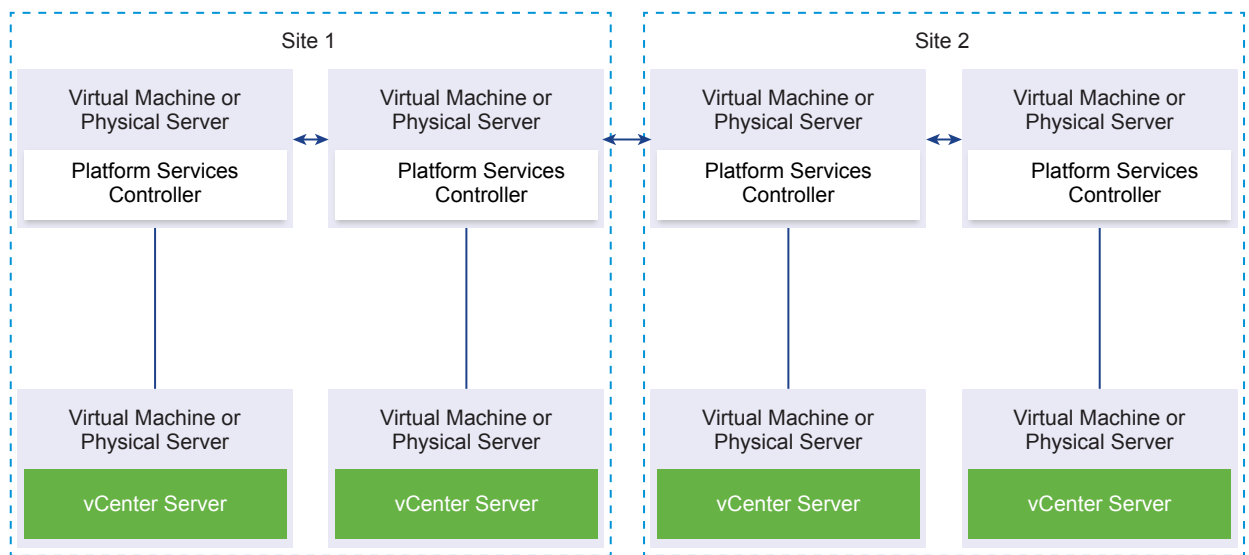 Site 1
Site 2
Virtual Machine or
Physical Server
Platform Services
Controller
Virtual Machine or
Physical Server
Platform Services
Controller
Virtual Machine or
Physical Server
Platform Services
Controller
Virtual Machine or
Physical Server
Platform Services
Controller
Virtual Machine or
Physical Server
vCenter Server
Virtual Machine or
Physical Server
vCenter Server
Virtual Machine or
Physical Server
vCenter Server
Virtual Machine or
Physical Server
vCenter Server